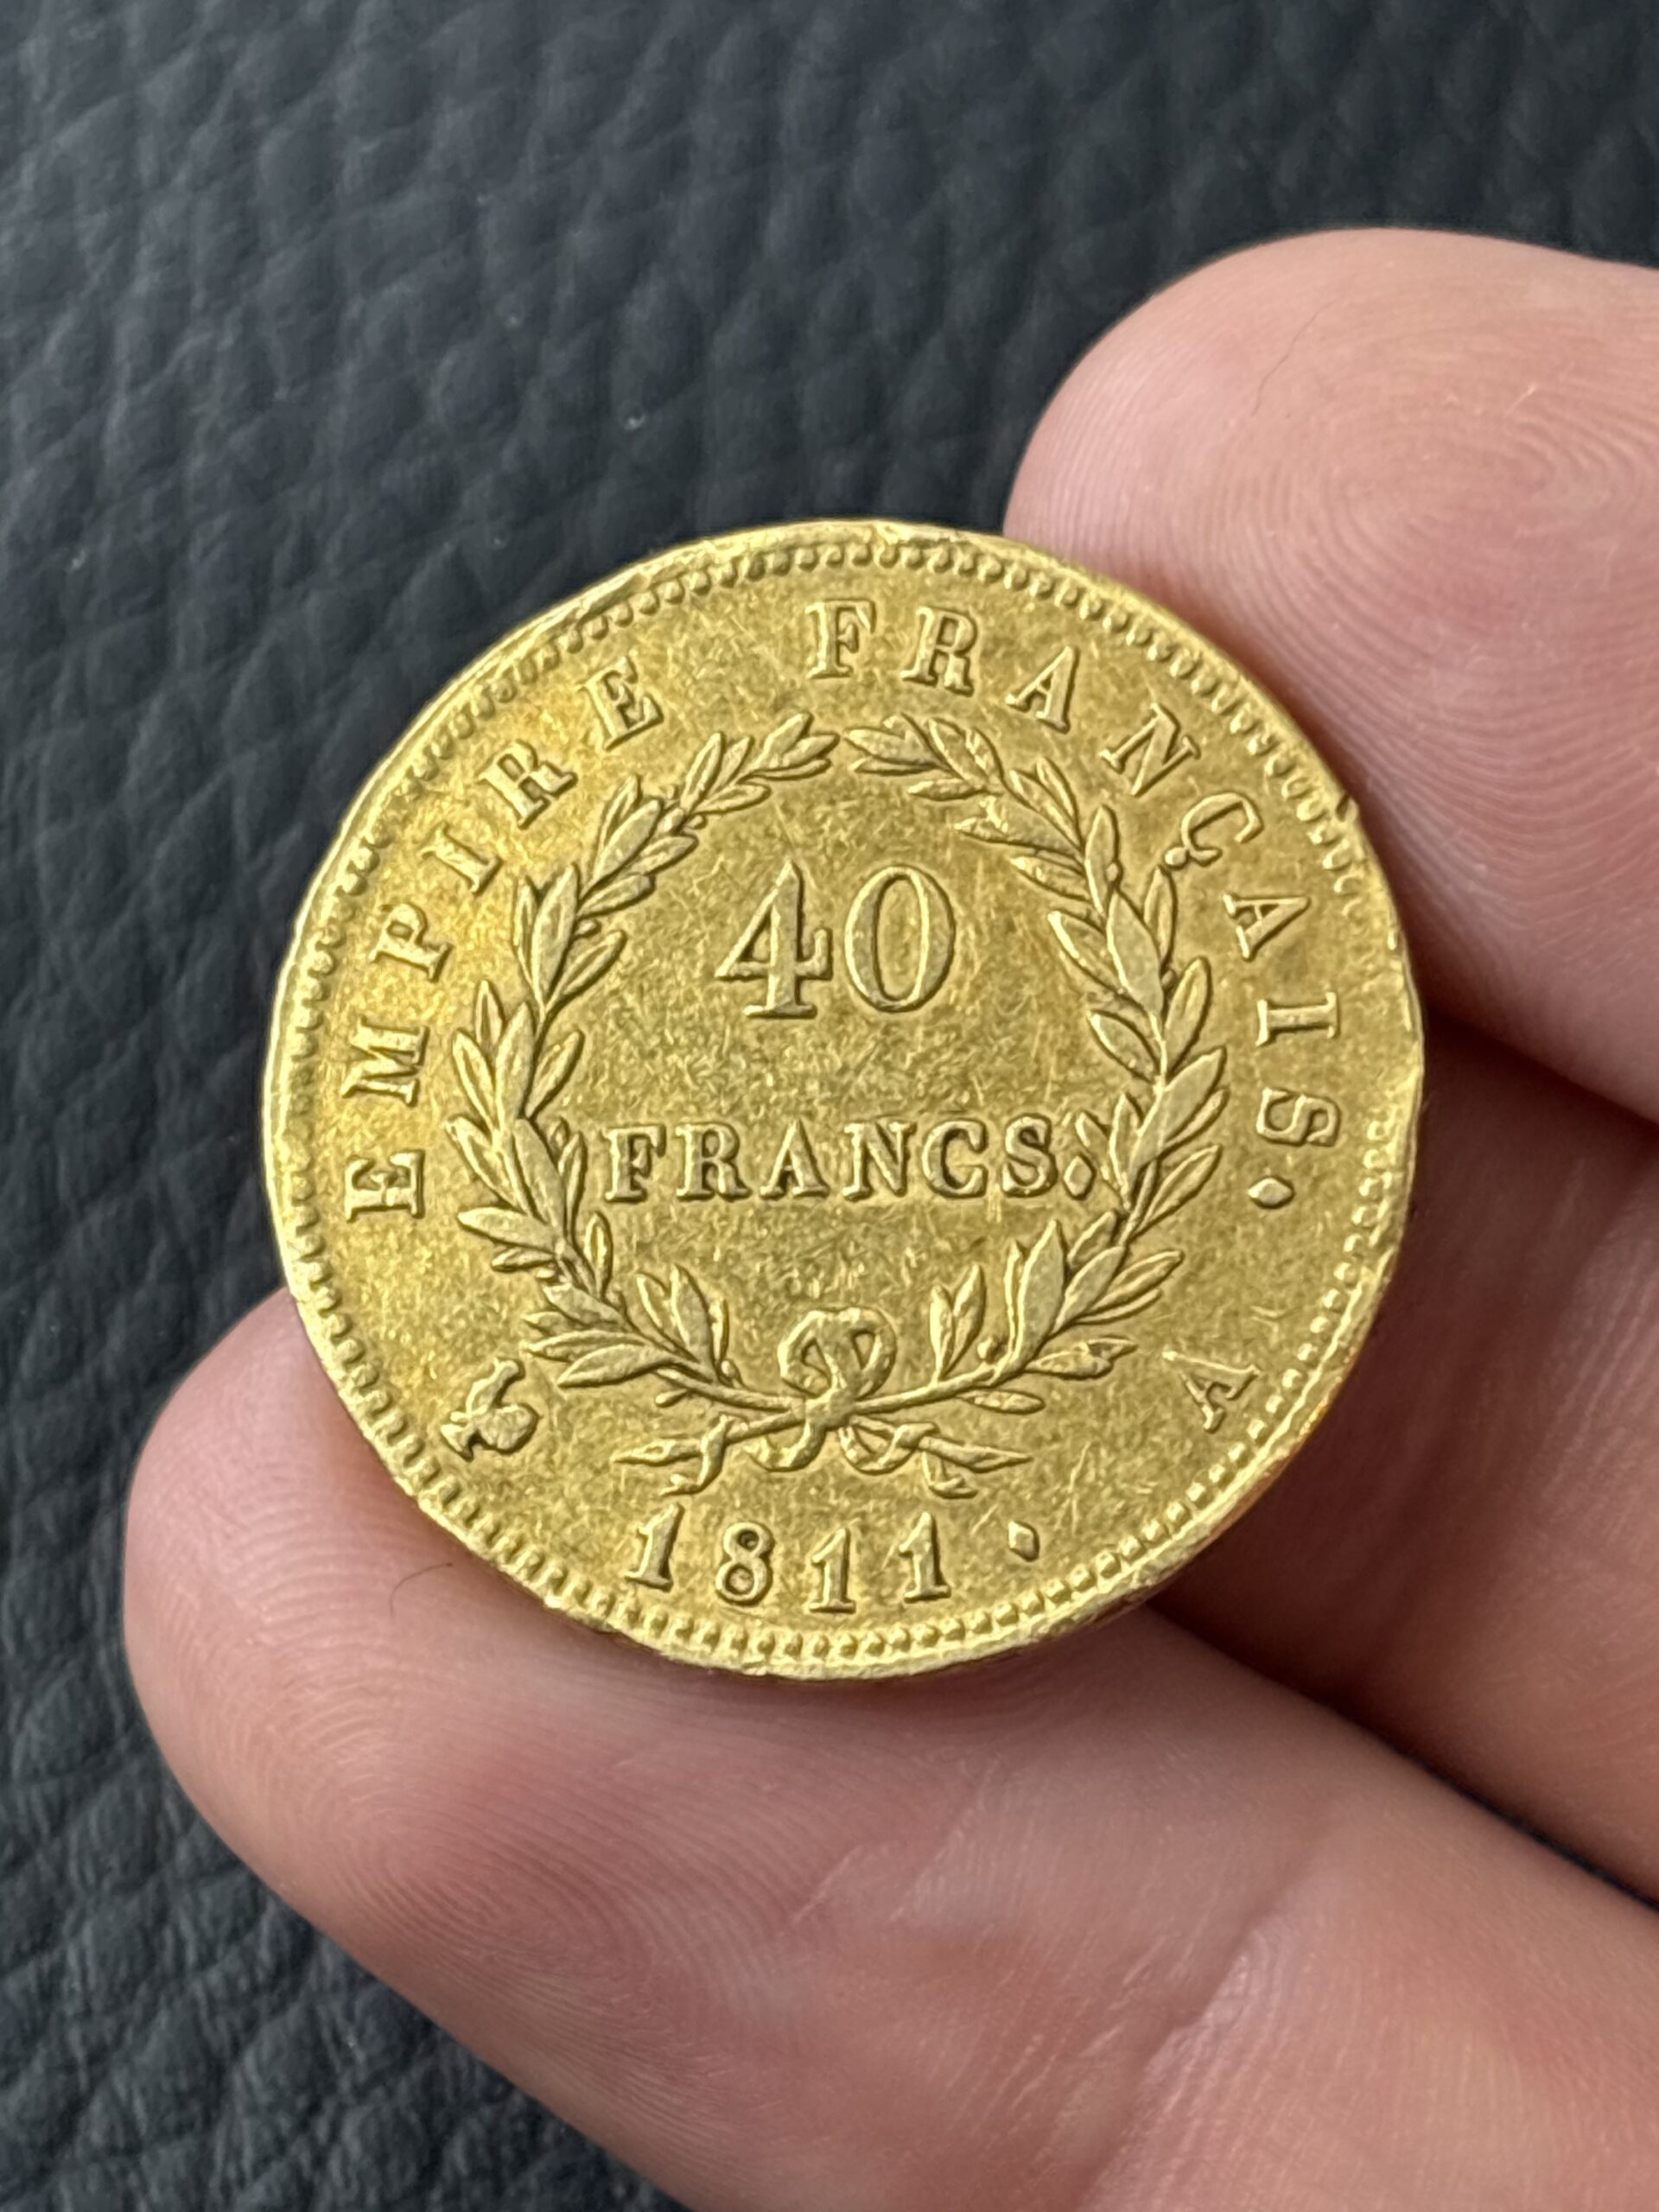 EMPIRE FRANÇAIS.
40
FRANCS.
A
1811.